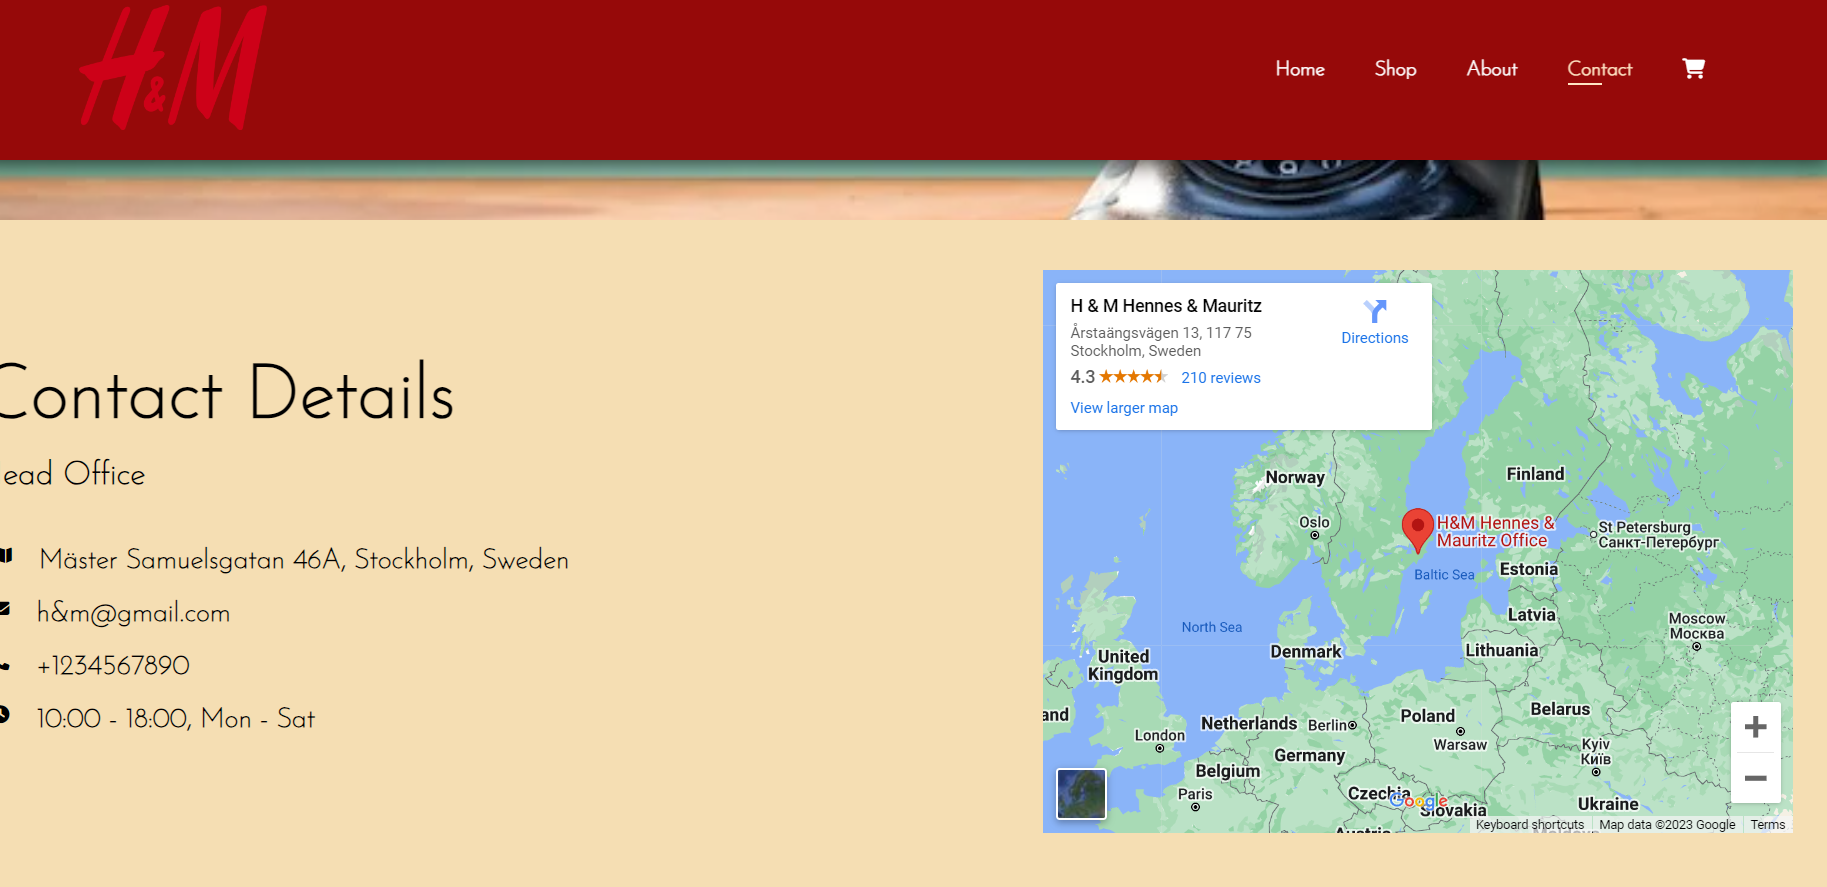 H&M
Home Shop About Contact
Contact Details
ead Office
Mäster Samuelsgatan 46A, Stockholm, Sweden
h&m@gmail.com
+1234567890
10:00 - 18:00, Mon - Sat
H & M Hennes & Mauritz
Årstaängsvägen 13, 117 75
Stockholm, Sweden
4.3 210 reviews
View larger map
Directions
Norway
Finland
Oslo
H&M Hennes &
Mauritz Office
St Petersburg
Санкт-Петербург
Baltic Sea
Estonia
Latvia
North Sea
Moscow
Москва
Denmark
Lithuania
United
Kingdom
and
Netherlands
Berlin
Poland
Belarus
London
Warsaw
Germany
Kyiv
Київ
Belgium
Paris
Czechia
Google
Slovakia
Ukraine
Austria
Moldova
Keyboard shortcuts Map data ©2023 Google Terms